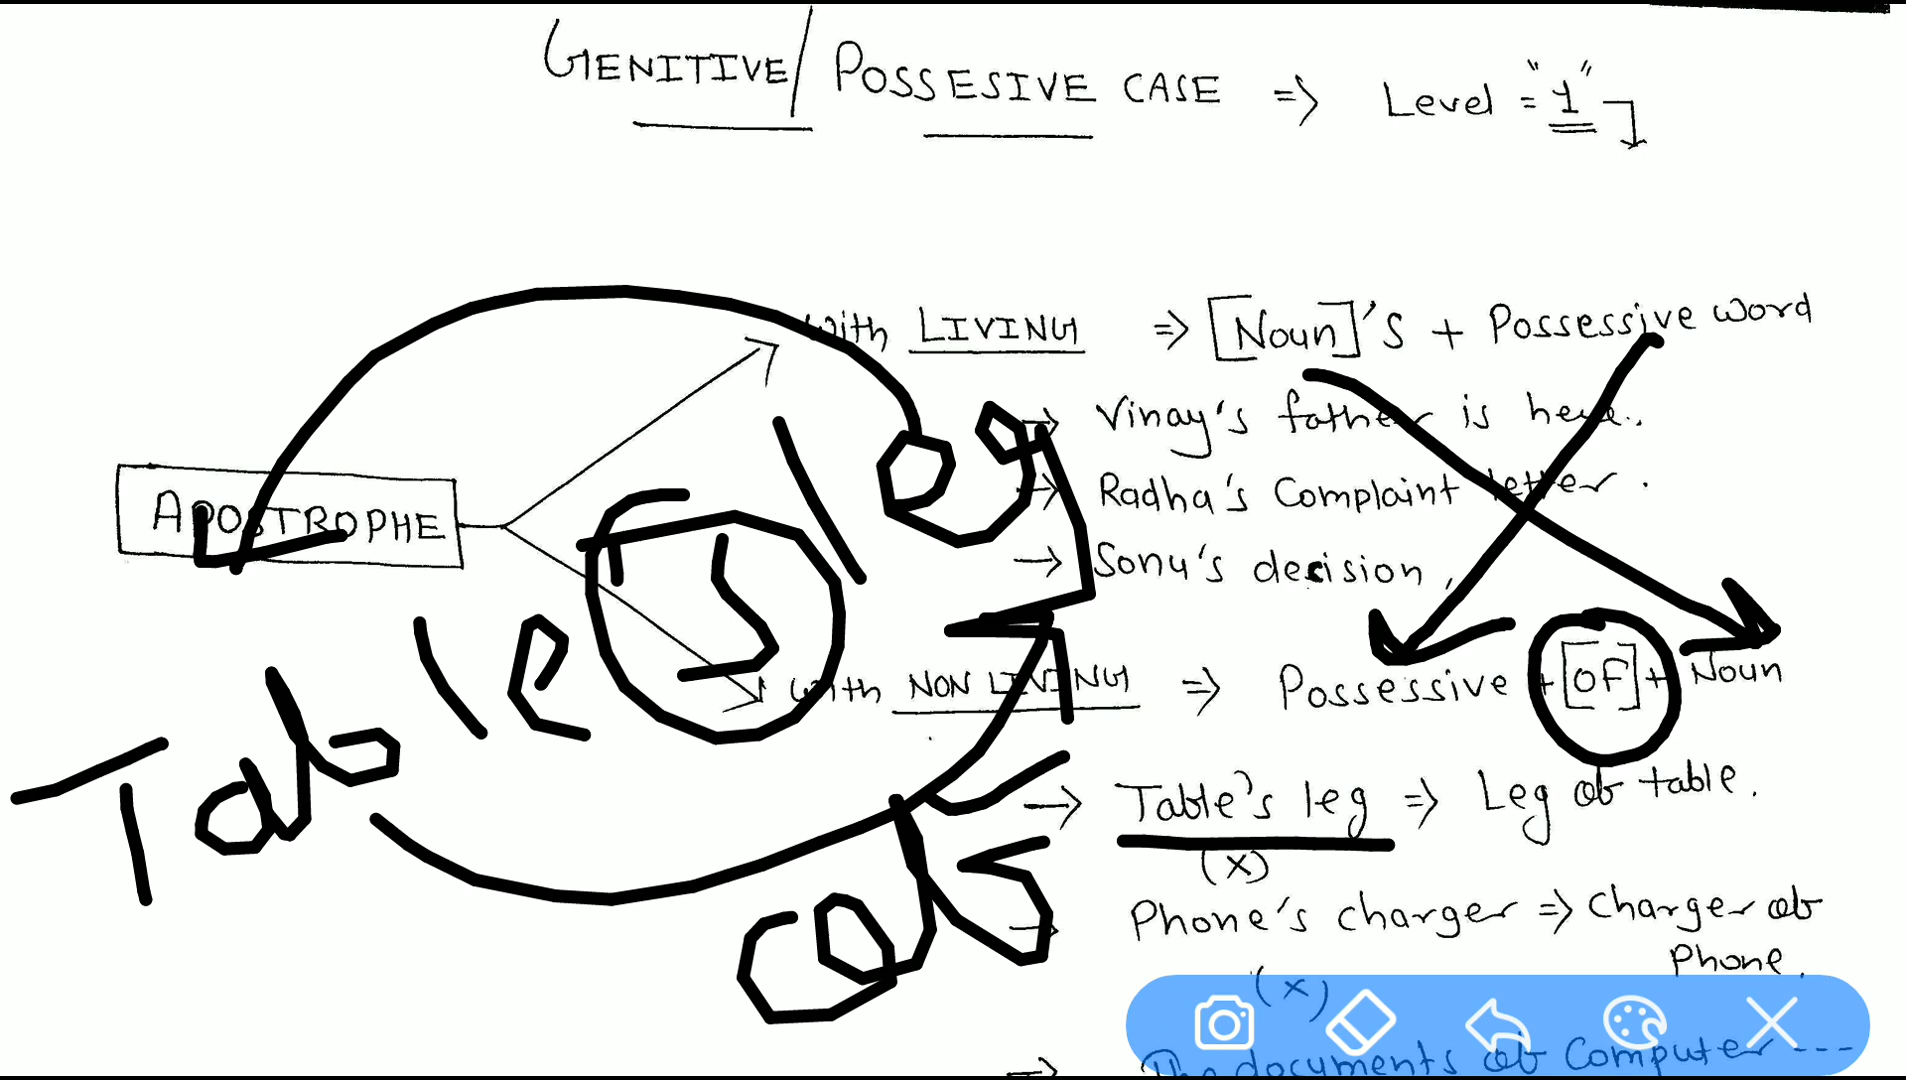 GENITIVE/ POSSESIVE CASE => Level = "1"
with LIVING => [Noun]'s + Possessive word
→ Vinay's father is here.
→ Radha's Complaint letter.
→ Sonu's decision,
APOSTROPHE
with NON LIVING => Possessive + [OF] + Noun
Table's leg
→ Table's leg => Leg of table.
(x)
→ Phone's charger => Charger of Phone.
(x)
→ The documents of Computer ---